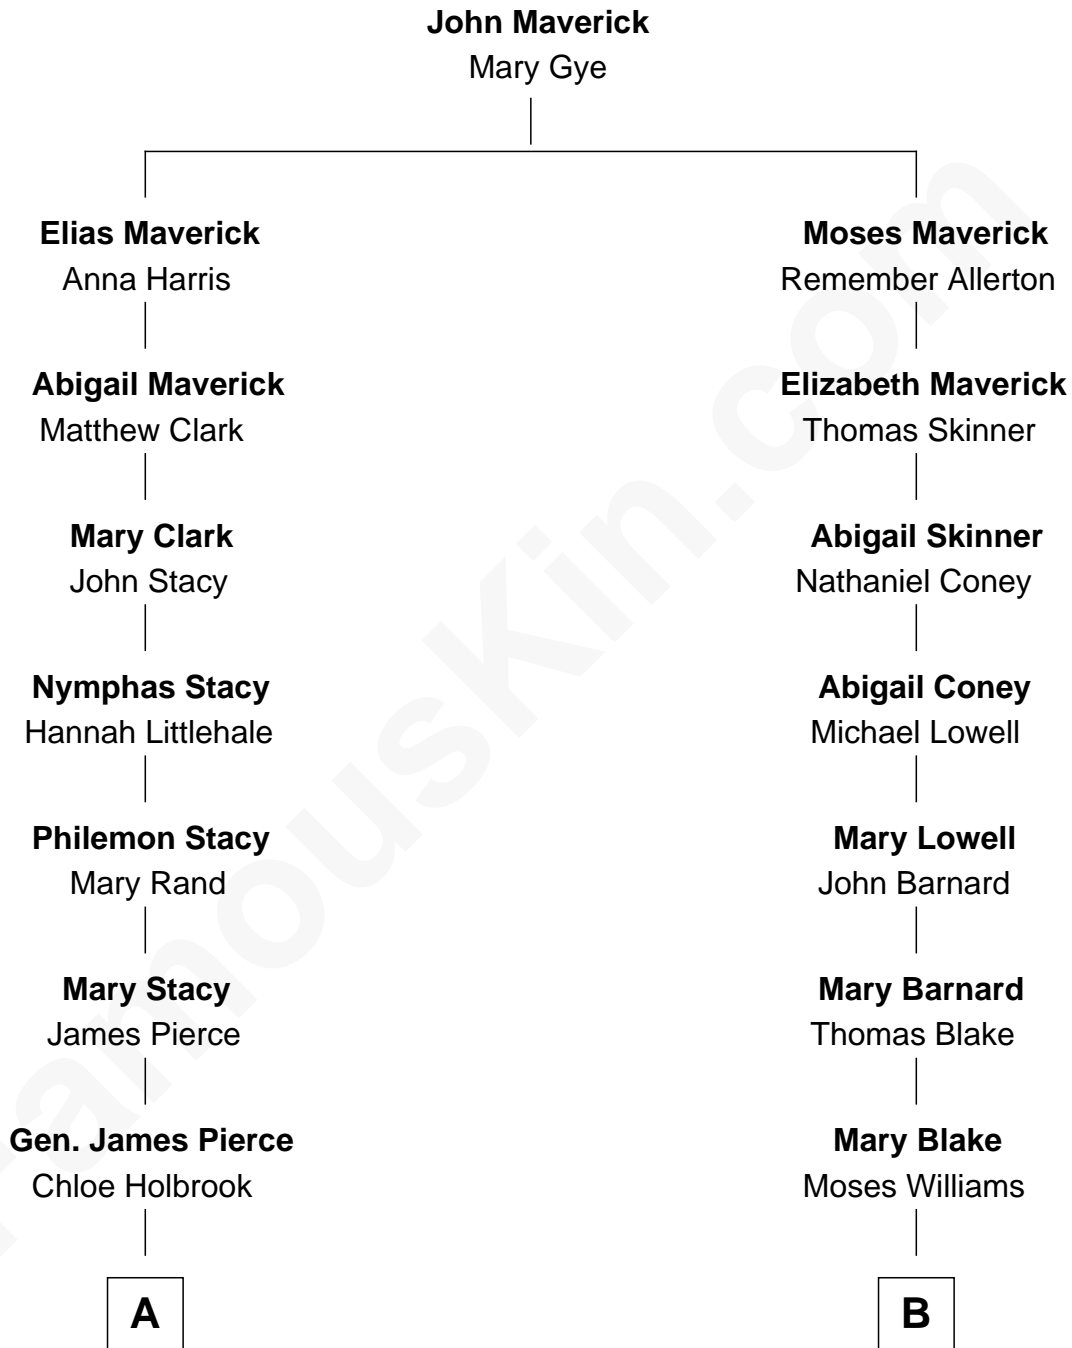 John Maverick
Mary Gye
Elias Maverick
Anna Harris
Moses Maverick
Remember Allerton
Abigail Maverick
Matthew Clark
Elizabeth Maverick
Thomas Skinner
Mary Clark
John Stacy
Abigail Skinner
Nathaniel Coney
Nymphas Stacy
Hannah Littlehale
Abigail Coney
Michael Lowell
Philemon Stacy
Mary Rand
Mary Lowell
John Barnard
Mary Stacy
James Pierce
Mary Barnard
Thomas Blake
Gen. James Pierce
Chloe Holbrook
Mary Blake
Moses Williams
A
B
FamousKin.com